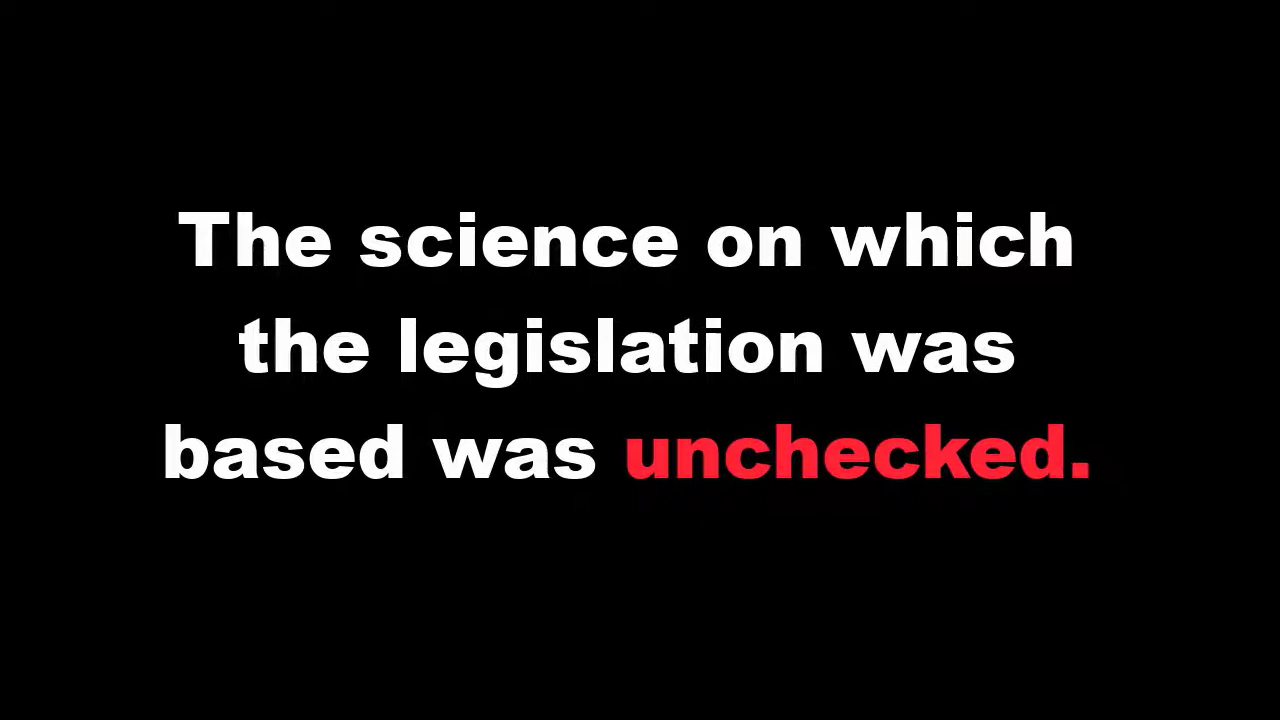 The science on which
the legislation was
based was unchecked.